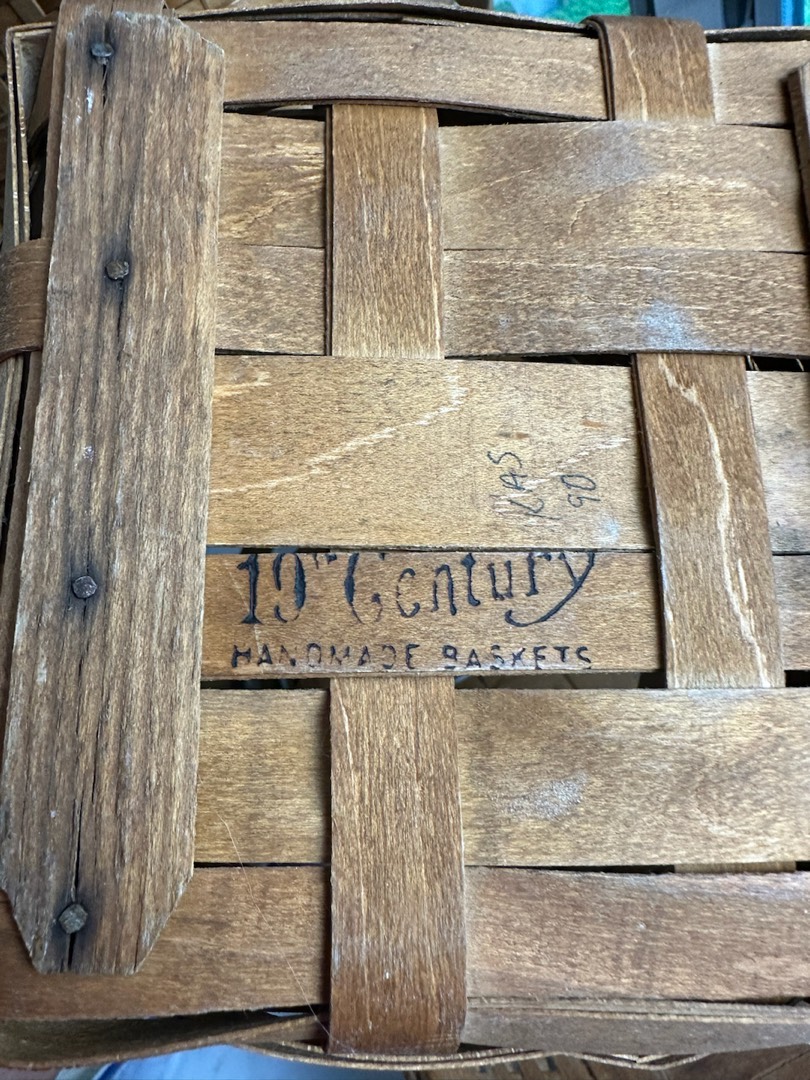 KAS
90
19th Century
HANDMADE BASKETS